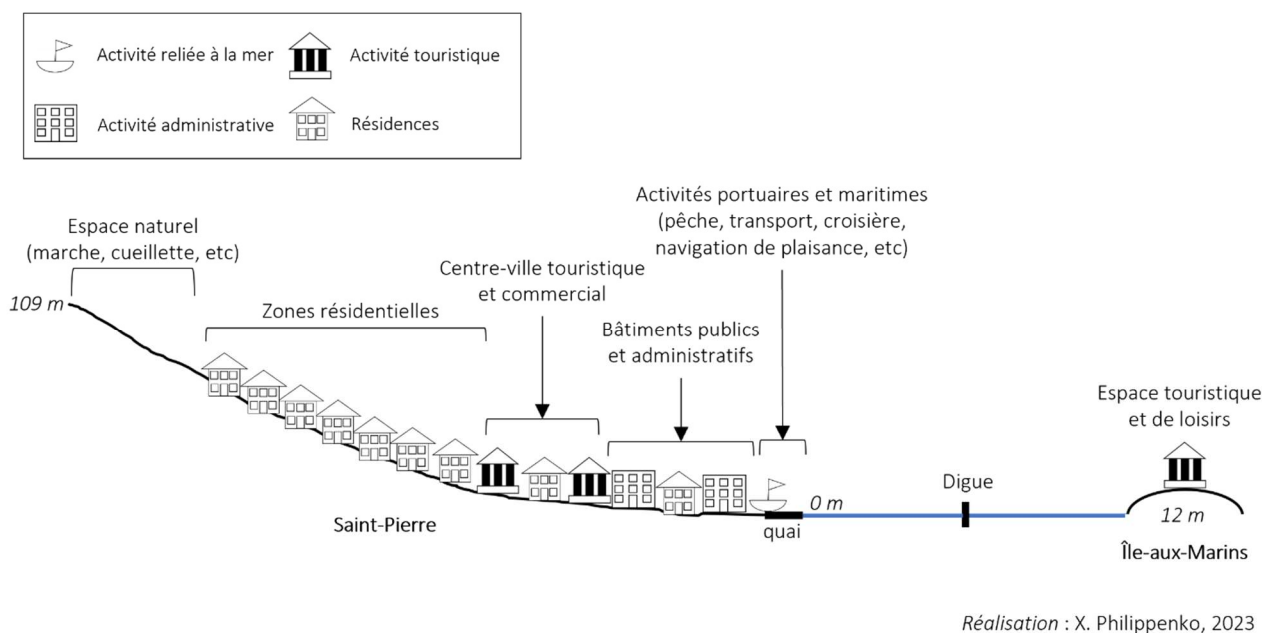 Activité reliée à la mer
Activité touristique
Activité administrative
Résidences
Activités portuaires et maritimes
(pêche, transport, croisière,
navigation de plaisance, etc)
Espace naturel
(marche, cueillette, etc)
Centre-ville touristique
et commercial
109 m
Zones résidentielles
Bâtiments publics
et administratifs
Espace touristique
et de loisirs
Digue
0 m
12 m
Saint-Pierre
quai
Île-aux-Marins
Réalisation : X. Philippenko, 2023